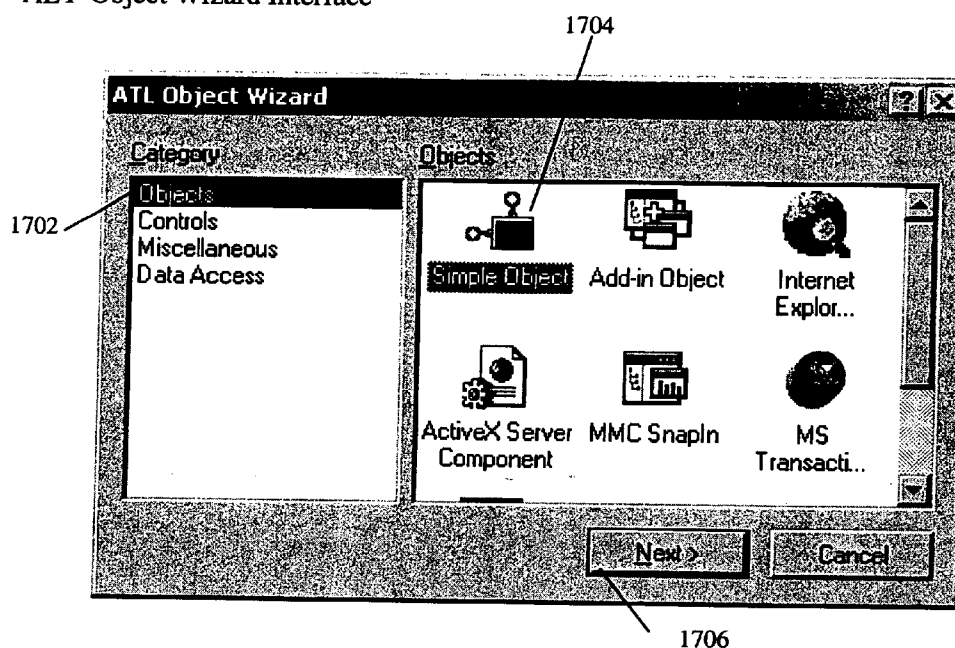 ATL Object Wizard Interface
1704
ATL Object Wizard
Category
Objects
Objects
Controls
Miscellaneous
Data Access
1702
Simple Object
Add-in Object
Internet
Explor...
ActiveX Server
Component
MMC SnapIn
MS
Transacti...
Next >
Cancel
1706